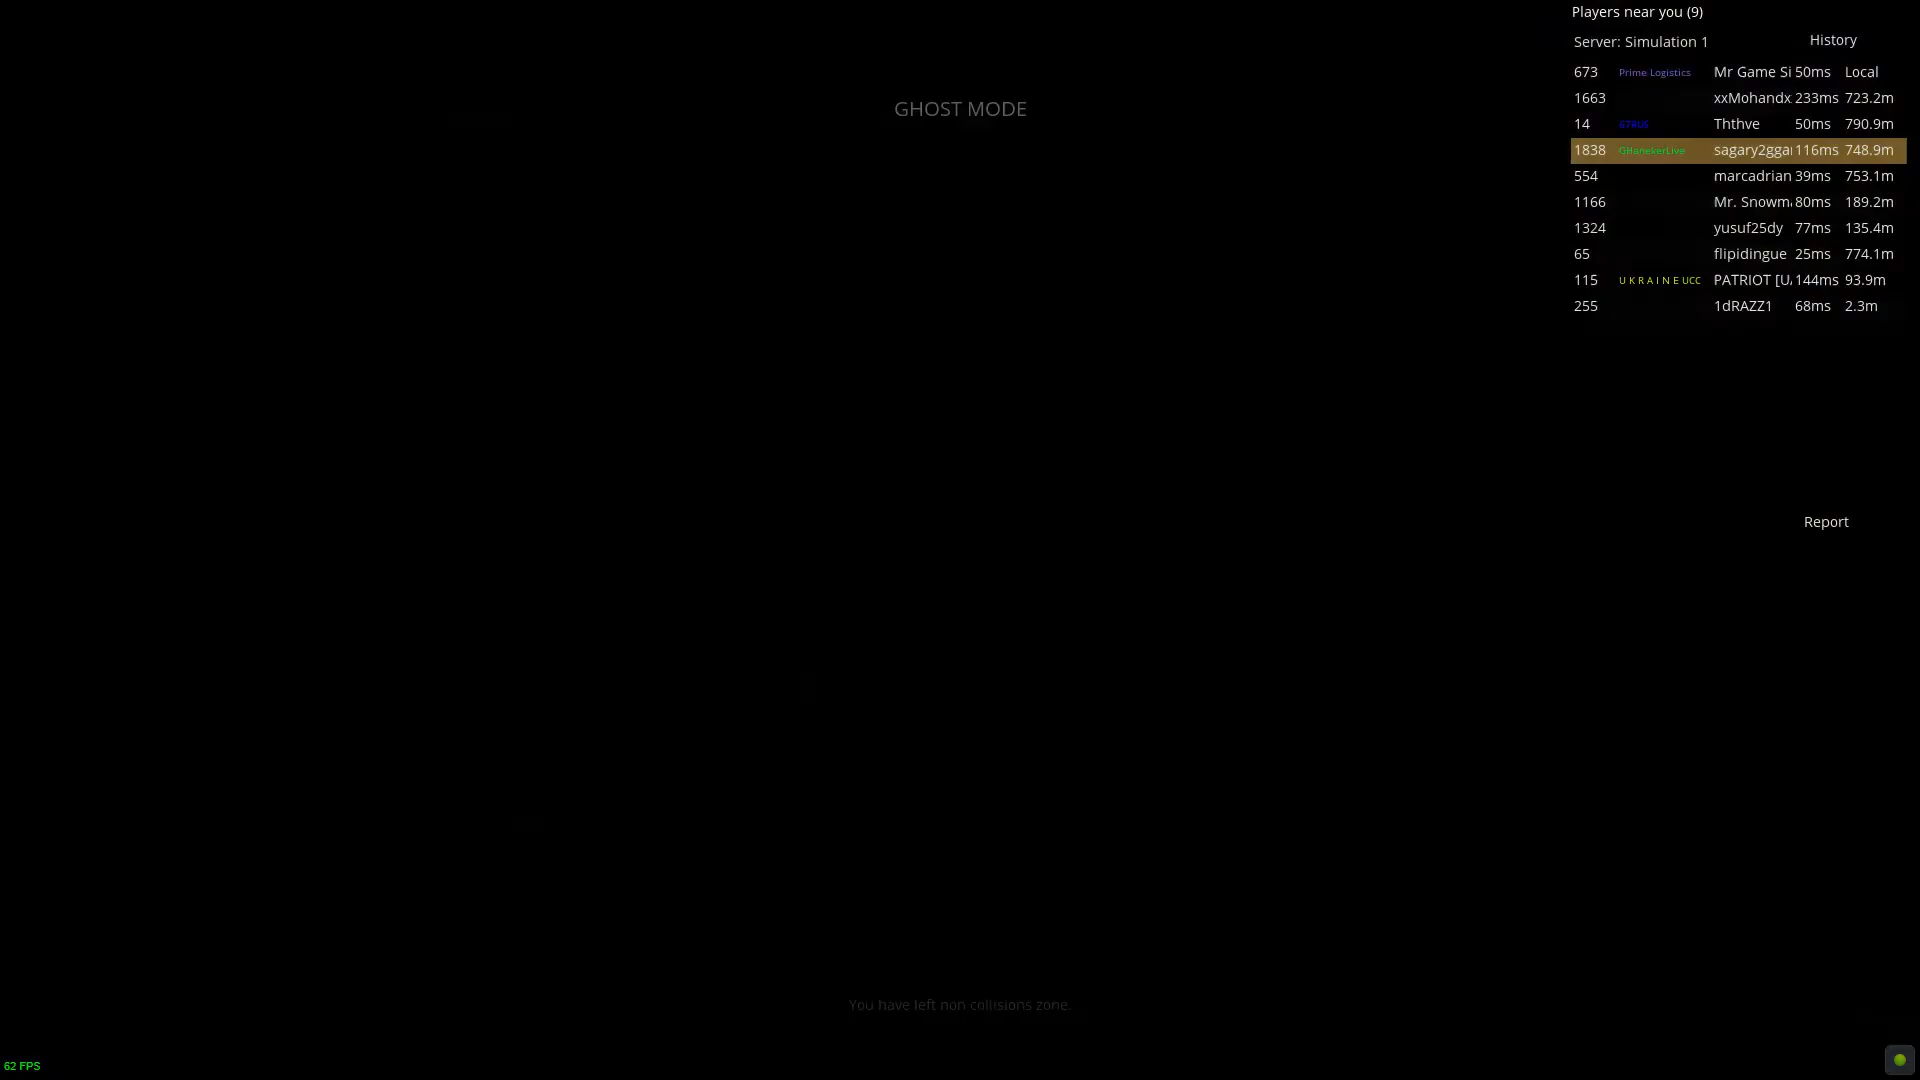 Players near you (9)
Server: Simulation 1 History
673 Prime Logistics Mr Game Si 50ms Local
1663 xxMohandx 233ms 723.2m
14 Ththve 50ms 790.9m
1838 GHanekerLive sagary2gga 116ms 748.9m
554 marcadrian 39ms 753.1m
1166 Mr. Snowm 80ms 189.2m
1324 yusuf25dy 77ms 135.4m
65 flipidingue 25ms 774.1m
115 U K R A I N E UCC PATRIOT [U 144ms 93.9m
255 1dRAZZ1 68ms 2.3m
GHOST MODE
Report
You have left non collisions zone.
62 FPS